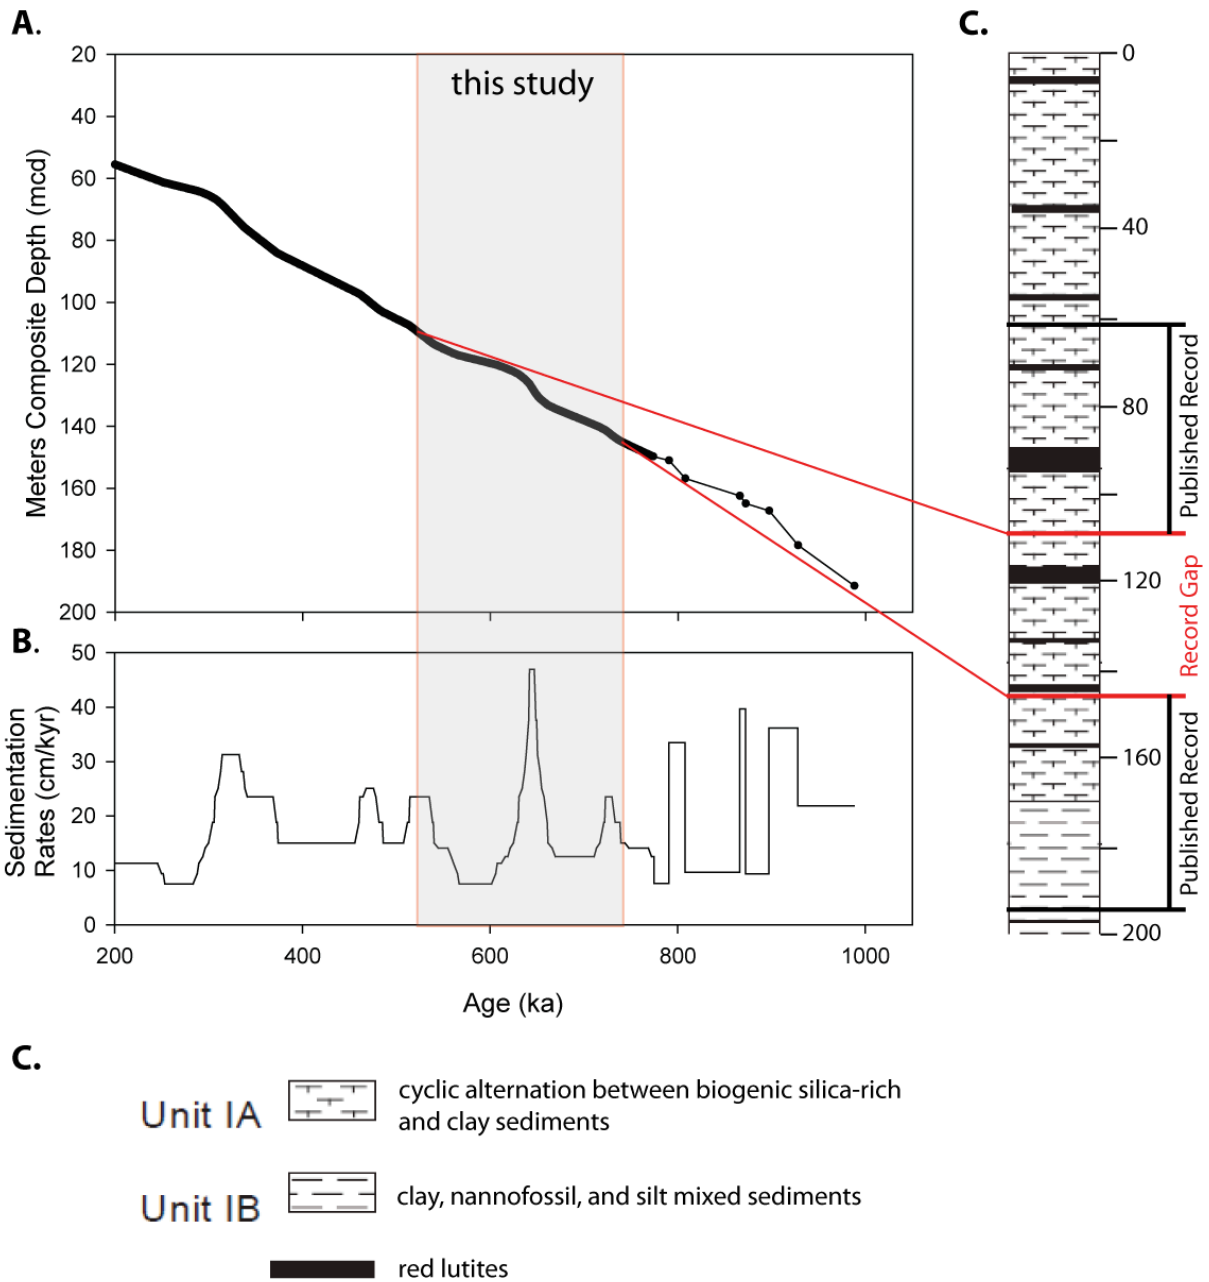 A.
C.
20
40
60
80
100
120
140
160
180
200
Meters Composite Depth (mcd)
this study
0
40
80
120
160
200
Published Record
Record Gap
Published Record
B.
50
40
30
20
10
0
Sedimentation
Rates (cm/kyr)
200
400
600
800
1000
Age (ka)
C.
Unit IA
cyclic alternation between biogenic silica-rich
and clay sediments
Unit IB
clay, nannofossil, and silt mixed sediments
red lutites